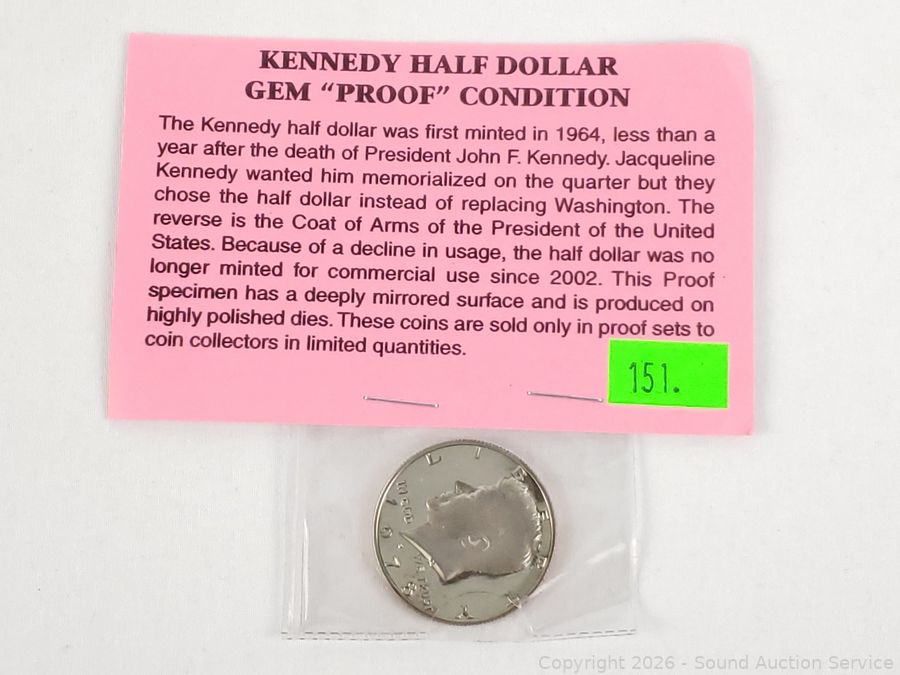 KENNEDY HALF DOLLAR
GEM “PROOF” CONDITION
The Kennedy half dollar was first minted in 1964, less than a
year after the death of President John F. Kennedy. Jacqueline
Kennedy wanted him memorialized on the quarter but they
chose the half dollar instead of replacing Washington. The
reverse is the Coat of Arms of the President of the United
States. Because of a decline in usage, the half dollar was no
longer minted for commercial use since 2002. This Proof
specimen has a deeply mirrored surface and is produced on
highly polished dies. These coins are sold only in proof sets to
coin collectors in limited quantities.
151.
LIBERTY
Copyright 2026 - Sound Auction Service